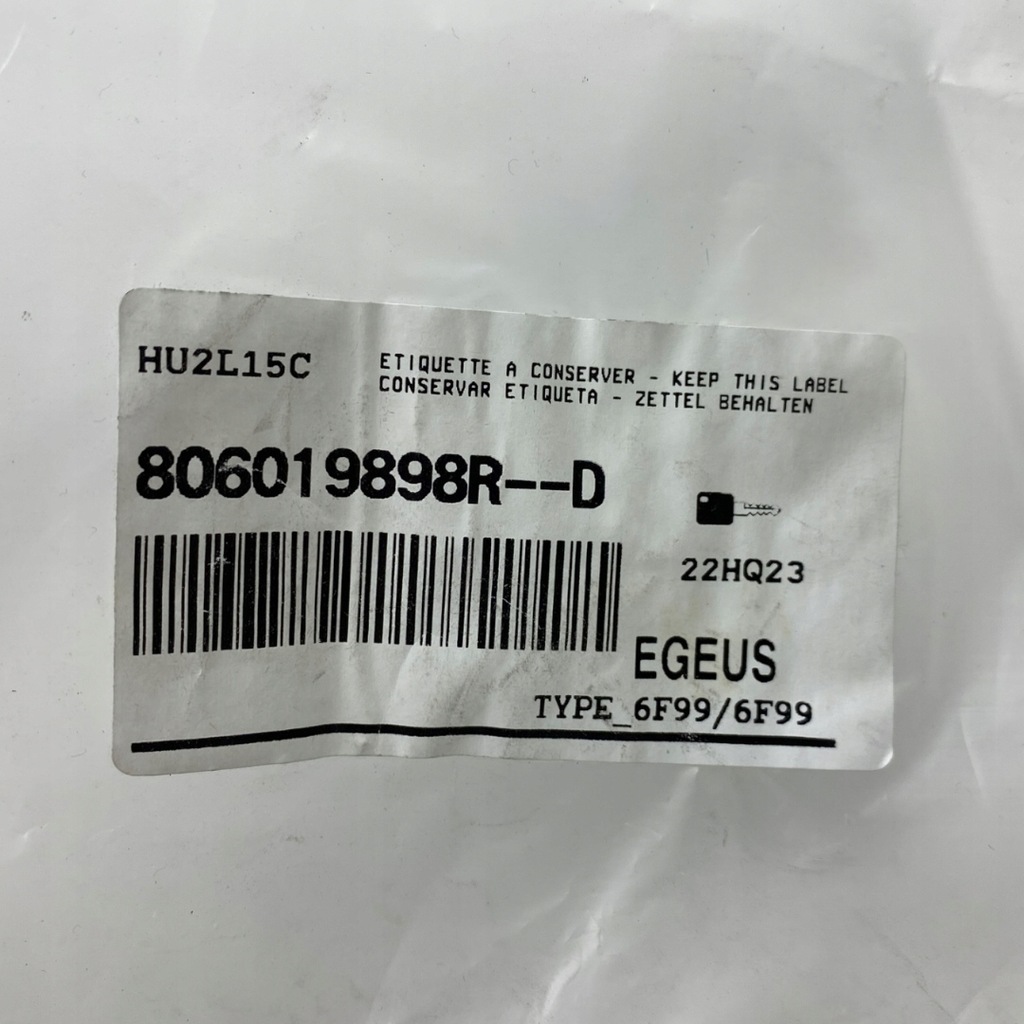 HU2L15C
ETIQUETTE A CONSERVER - KEEP THIS LABEL
CONSERVAR ETIQUETA - ZETTEL BEHALTEN
806019898R--D
22HQ23
EGEUS
TYPE_6F99/6F99